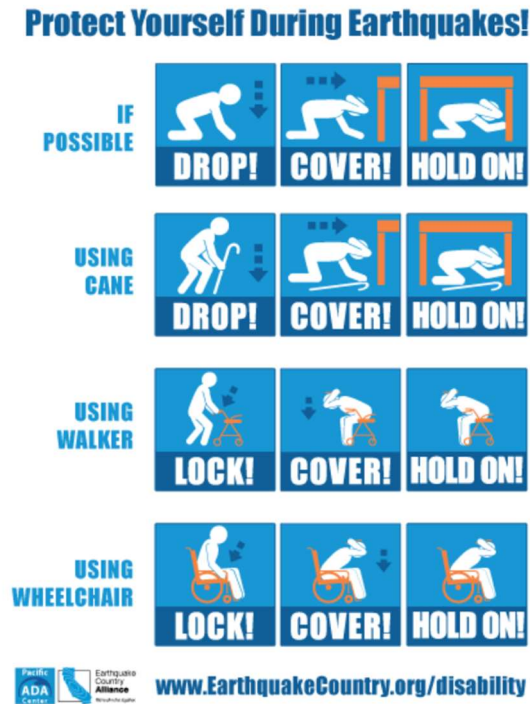 Protect Yourself During Earthquakes!
IF
POSSIBLE
DROP!
COVER!
HOLD ON!
USING
CANE
DROP!
COVER!
HOLD ON!
USING
WALKER
LOCK!
COVER!
HOLD ON!
USING
WHEELCHAIR
LOCK!
COVER!
HOLD ON!
Pacific
ADA
Center
Earthquake
Country
Alliance
www.EarthquakeCountry.org/disability